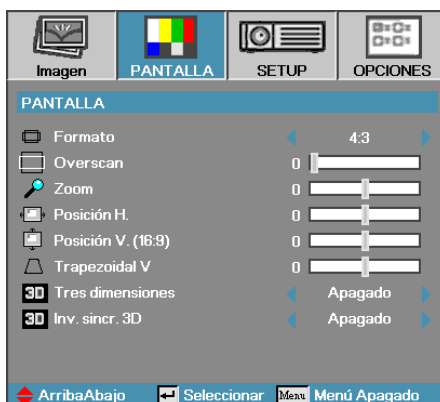 Imagen PANTALLA SETUP OPCIONES
PANTALLA
Formato 4:3
Overscan 0
Zoom 0
Posición H. 0
Posición V. (16:9) 0
Trapezoidal V 0
3D Tres dimensiones Apagado
3D Inv. sincr. 3D Apagado
ArribaAbajo Seleccionar Menu Menú Apagado